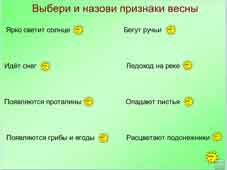 Выбери и назови признаки весны
Ярко светит солнце
Бегут ручьи
Идёт снег
Ледоход на реке
Появляются проталины
Опадают листья
Появляются грибы и ягоды
Расцветают подснежники